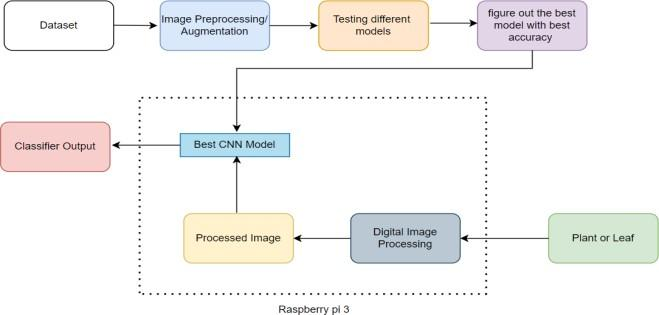 Dataset
Image Preprocessing/
Augmentation
Testing different
models
figure out the best
model with best
accuracy
Classifier Output
Best CNN Model
Processed Image
Digital Image
Processing
Plant or Leaf
Raspberry pi 3